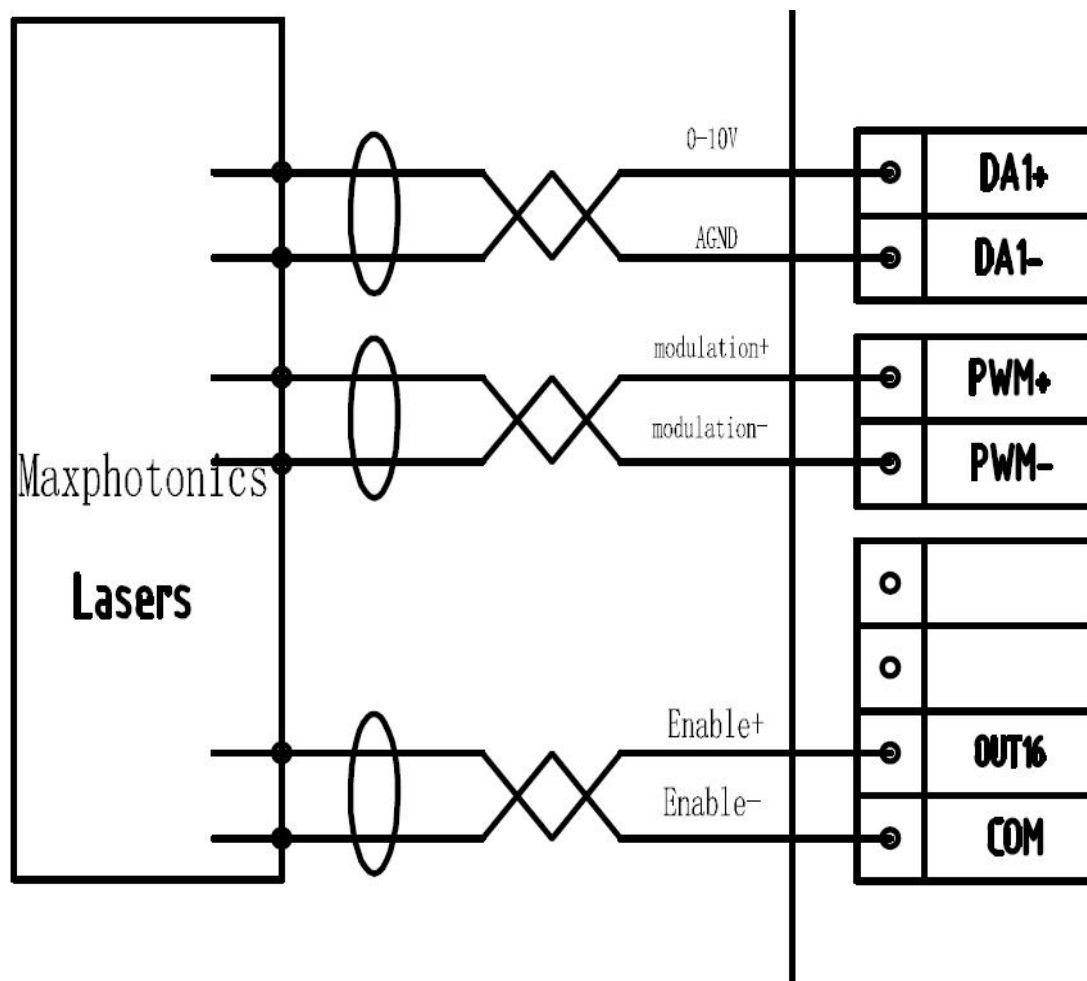 0-10V
DA1+
AGND
DA1-
modulation+
PWM+
modulation-
PWM-
Maxphotonics
Lasers
Enable+
OUT16
Enable-
COM